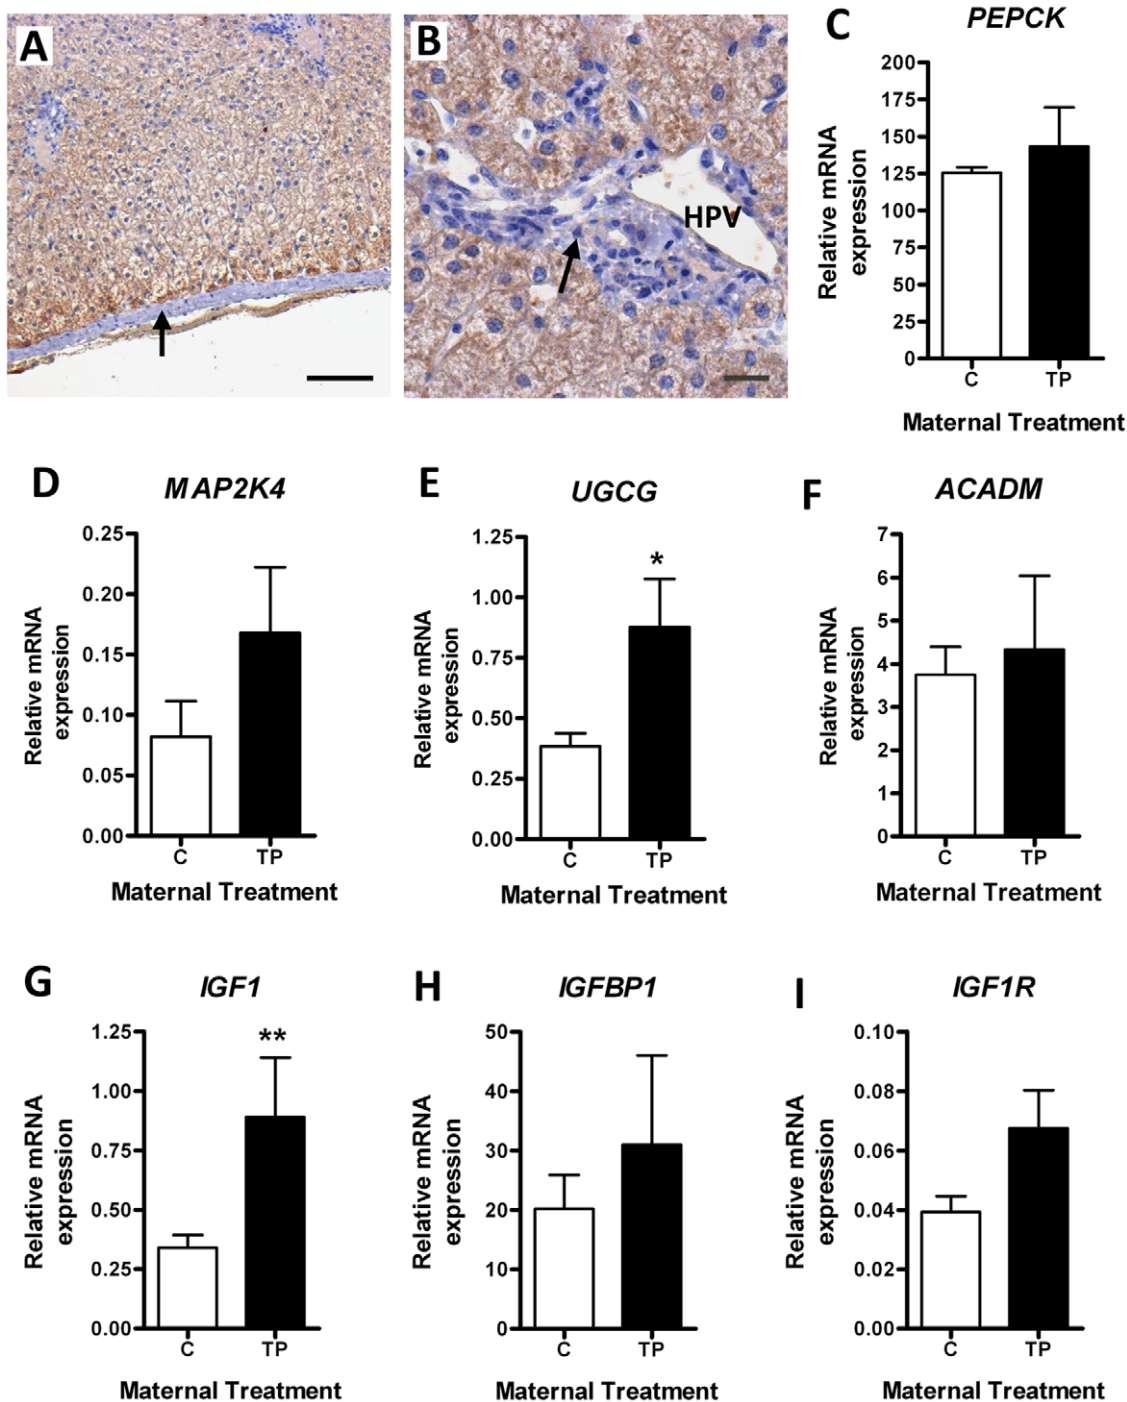 A
B
HPV
C
PEPCK
Relative mRNA
expression
200
175
150
125
100
75
50
25
0
C
TP
Maternal Treatment
D
MAP2K4
Relative mRNA
expression
0.25
0.20
0.15
0.10
0.05
0.00
C
TP
Maternal Treatment
E
UGCG
Relative mRNA
expression
1.25
*
1.00
0.75
0.50
0.25
0.00
C
TP
Maternal Treatment
F
ACADM
Relative mRNA
expression
7
6
5
4
3
2
1
0
C
TP
Maternal Treatment
G
IGF1
Relative mRNA
expression
1.25
**
1.00
0.75
0.50
0.25
0.00
C
TP
Maternal Treatment
H
IGFBP1
Relative mRNA
expression
50
40
30
20
10
0
C
TP
Maternal Treatment
I
IGF1R
Relative mRNA
expression
0.10
0.08
0.06
0.04
0.02
0.00
C
TP
Maternal Treatment